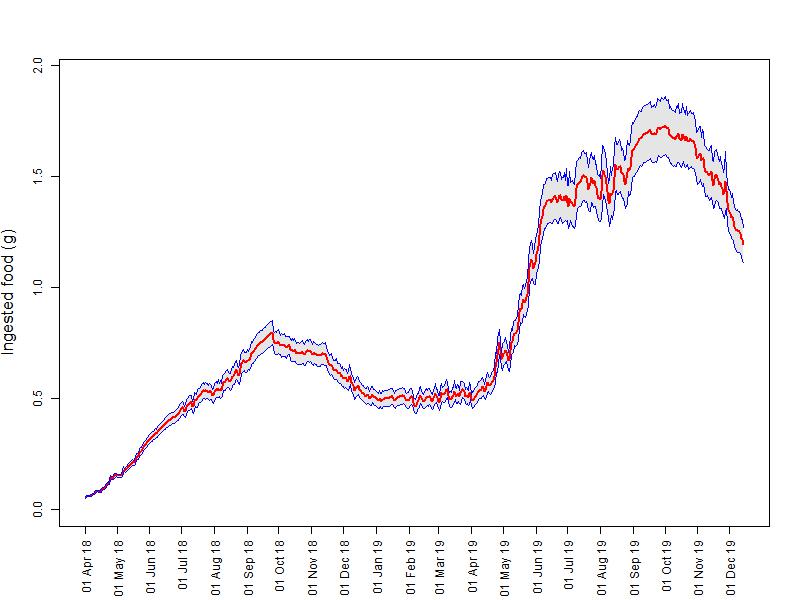 Ingested food (g)
2.0
1.5
1.0
0.5
0.0
01 Apr 18
01 May 18
01 Jun 18
01 Jul 18
01 Aug 18
01 Sep 18
01 Oct 18
01 Nov 18
01 Dec 18
01 Jan 19
01 Feb 19
01 Mar 19
01 Apr 19
01 May 19
01 Jun 19
01 Jul 19
01 Aug 19
01 Sep 19
01 Oct 19
01 Nov 19
01 Dec 19